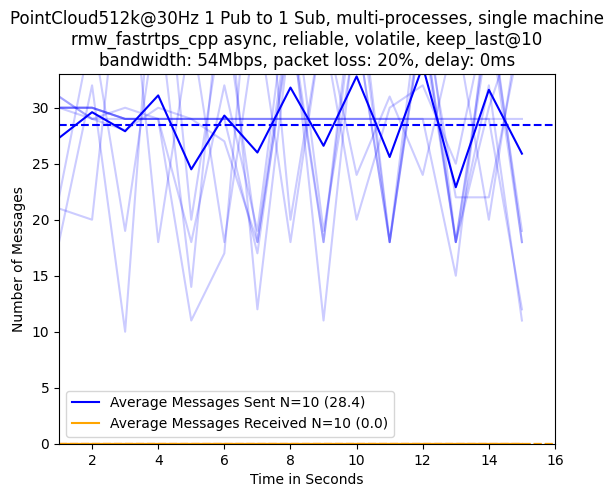 PointCloud512k@30Hz 1 Pub to 1 Sub, multi-processes, single machine
rmw_fastrtps_cpp async, reliable, volatile, keep_last@10
bandwidth: 54Mbps, packet loss: 20%, delay: 0ms
30
25
20
15
10
5
0
Number of Messages
Average Messages Sent N=10 (28.4)
Average Messages Received N=10 (0.0)
2 4 6 8 10 12 14 16
Time in Seconds